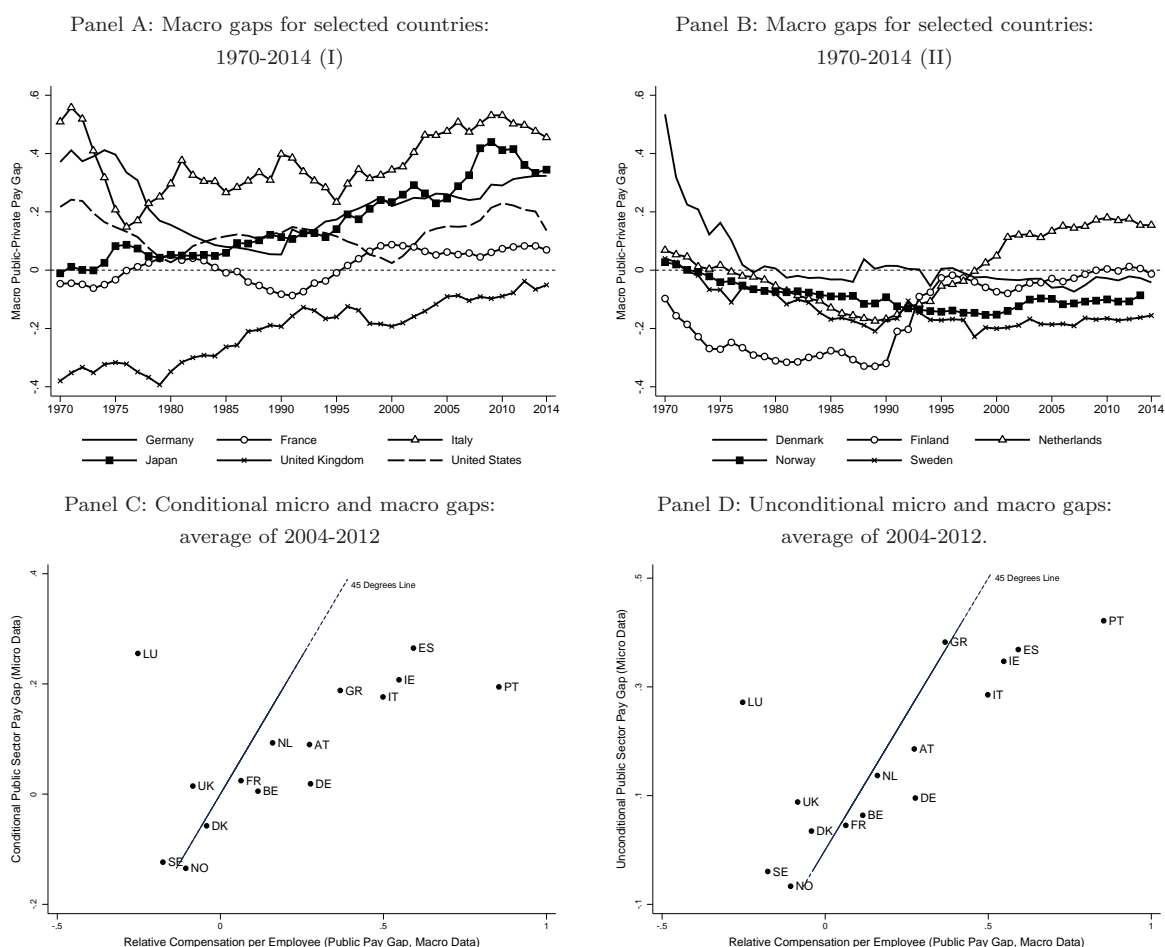 Panel A: Macro gaps for selected countries:
1970-2014 (I)
Macro Public-Private Pay Gap
.6
.4
.2
0
-.2
-.4
1970 1975 1980 1985 1990 1995 2000 2005 2010 2014
Germany France Italy
Japan United Kingdom United States
Panel B: Macro gaps for selected countries:
1970-2014 (II)
Macro Public-Private Pay Gap
.6
.4
.2
0
-.2
-.4
1970 1975 1980 1985 1990 1995 2000 2005 2010 2014
Denmark Finland Netherlands
Norway Sweden
Panel C: Conditional micro and macro gaps:
average of 2004-2012
Conditional Public Sector Pay Gap (Micro Data)
.4
.2
0
-.2
45 Degrees Line
LU
ES
IE
PT
GR
IT
NL
AT
UK
FR
BE
DE
DK
SE
NO
-.5 0 .5 1
Relative Compensation per Employee (Public Pay Gap, Macro Data)
Panel D: Unconditional micro and macro gaps:
average of 2004-2012.
Unconditional Public Sector Pay Gap (Micro Data)
.5
.3
.1
-.1
45 Degrees Line
PT
GR
ES
IE
LU
IT
AT
NL
UK
DE
BE
DK
FR
SE
NO
-.5 0 .5 1
Relative Compensation per Employee (Public Pay Gap, Macro Data)